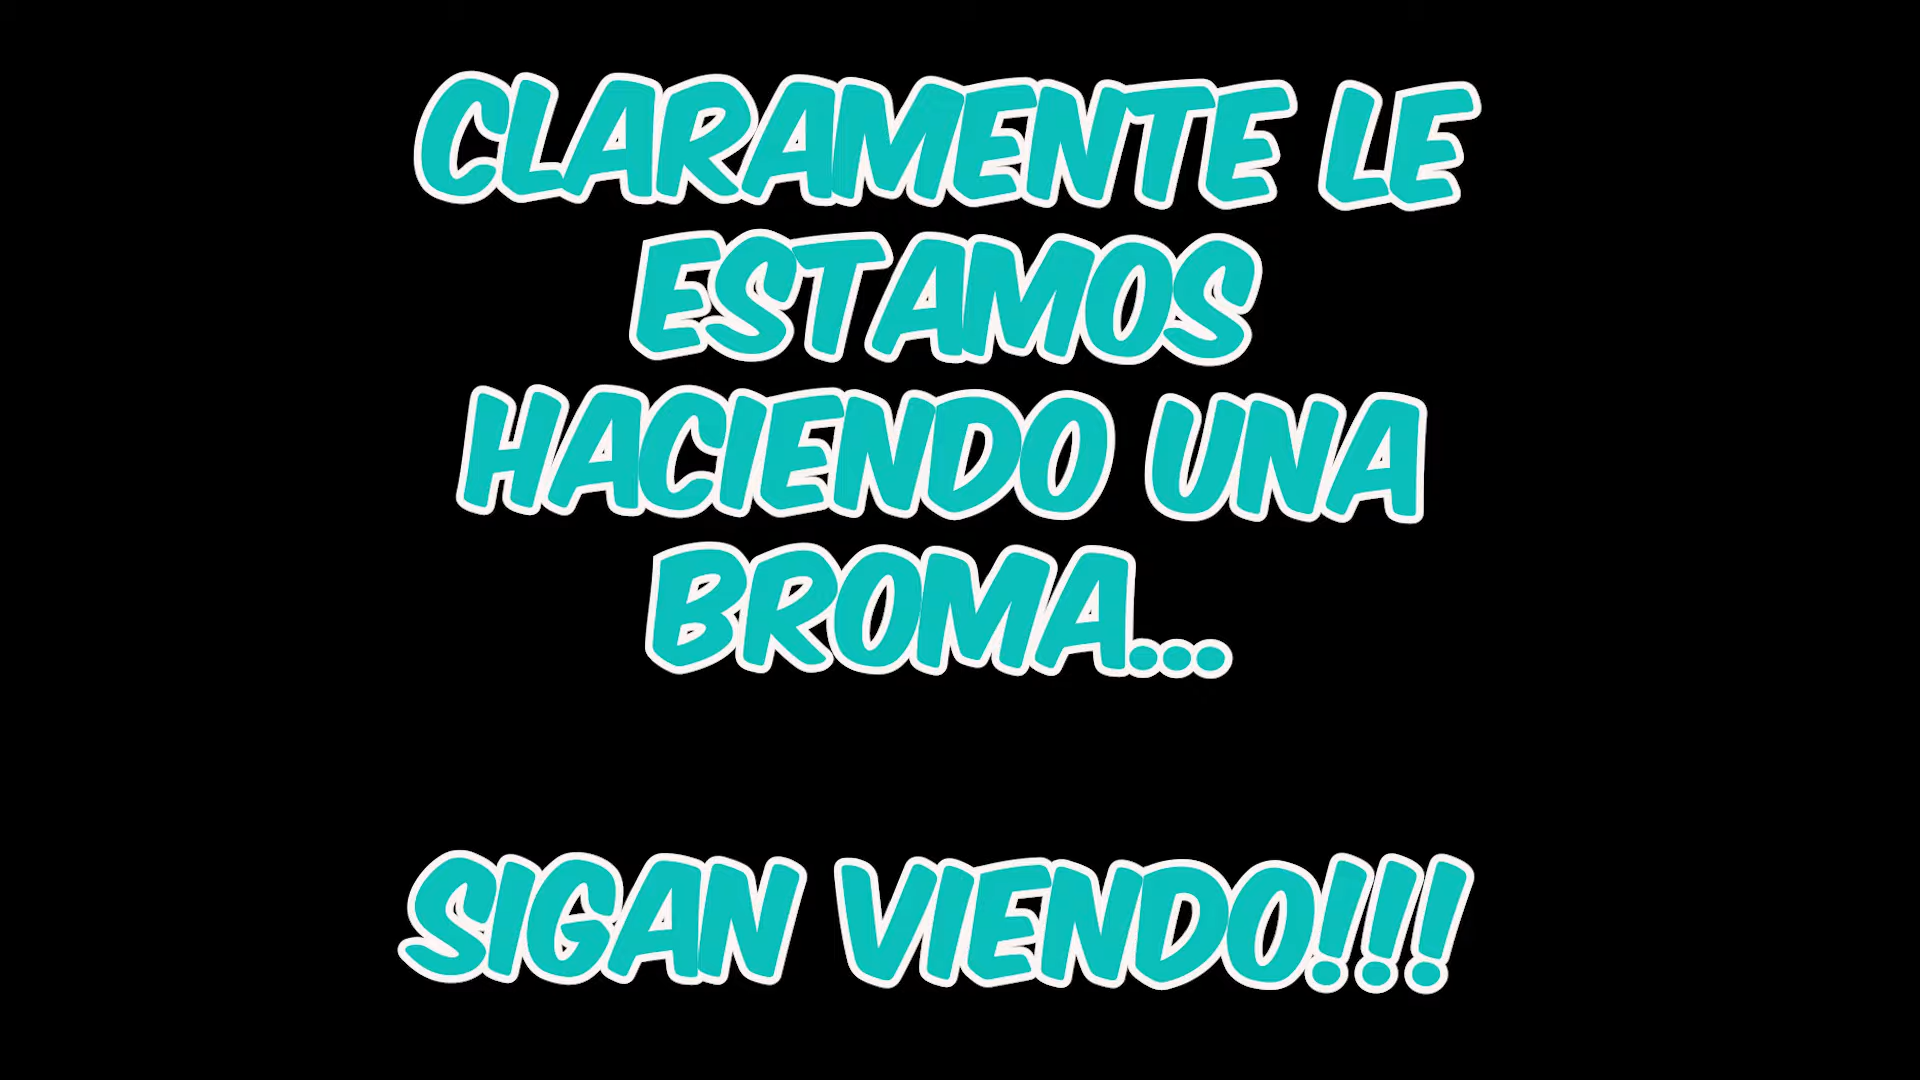 CLARAMENTE LE
ESTAMOS
HACIENDO UNA
BROMA...
SIGAN VIENDO!!!